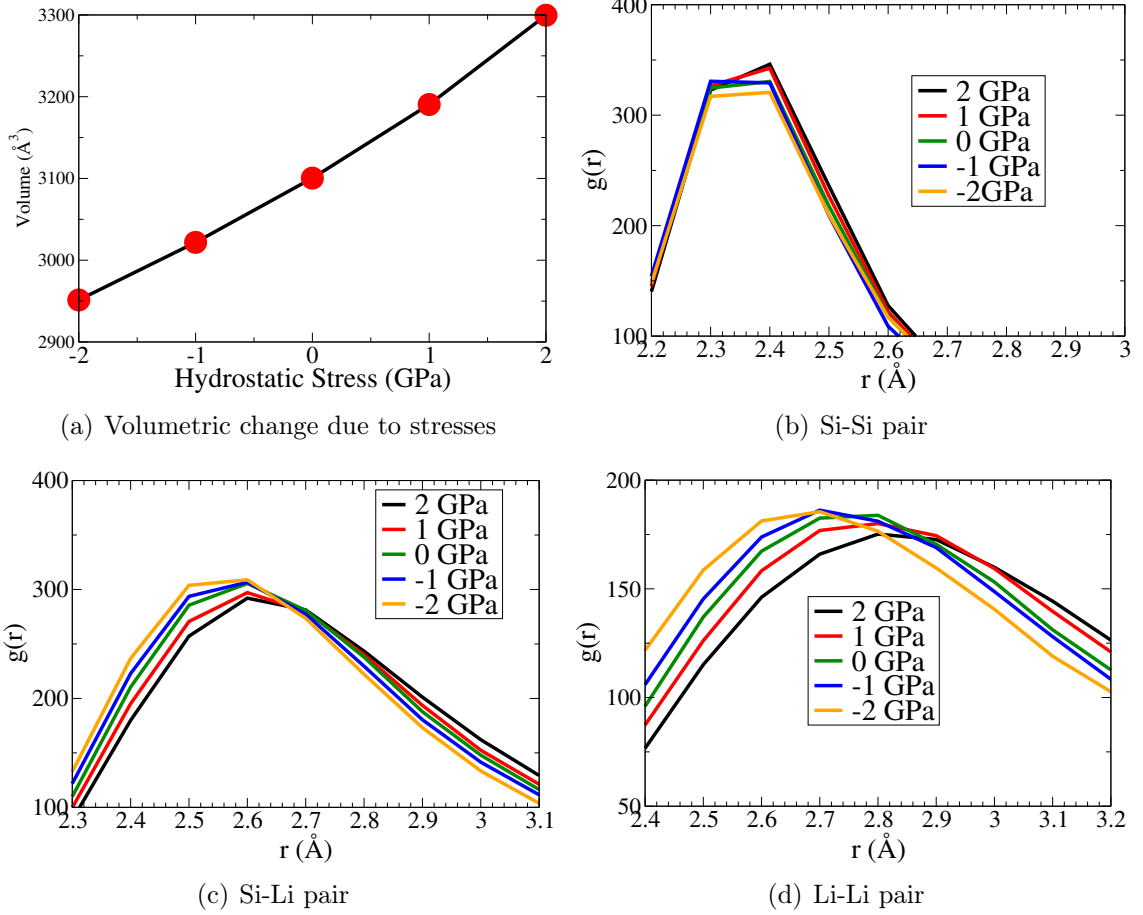 3300
3200
3100
3000
2900
Volume (Å³)
-2 -1 0 1 2
Hydrostatic Stress (GPa)
(a) Volumetric change due to stresses
400
300
200
100
g(r)
2 GPa
1 GPa
0 GPa
-1 GPa
-2GPa
2.2 2.3 2.4 2.5 2.6 2.7 2.8 2.9 3
r (Å)
(b) Si-Si pair
400
300
200
100
g(r)
2 GPa
1 GPa
0 GPa
-1 GPa
-2 GPa
2.3 2.4 2.5 2.6 2.7 2.8 2.9 3 3.1
r (Å)
(c) Si-Li pair
200
150
100
50
g(r)
2 GPa
1 GPa
0 GPa
-1 GPa
-2 GPa
2.4 2.5 2.6 2.7 2.8 2.9 3 3.1 3.2
r (Å)
(d) Li-Li pair